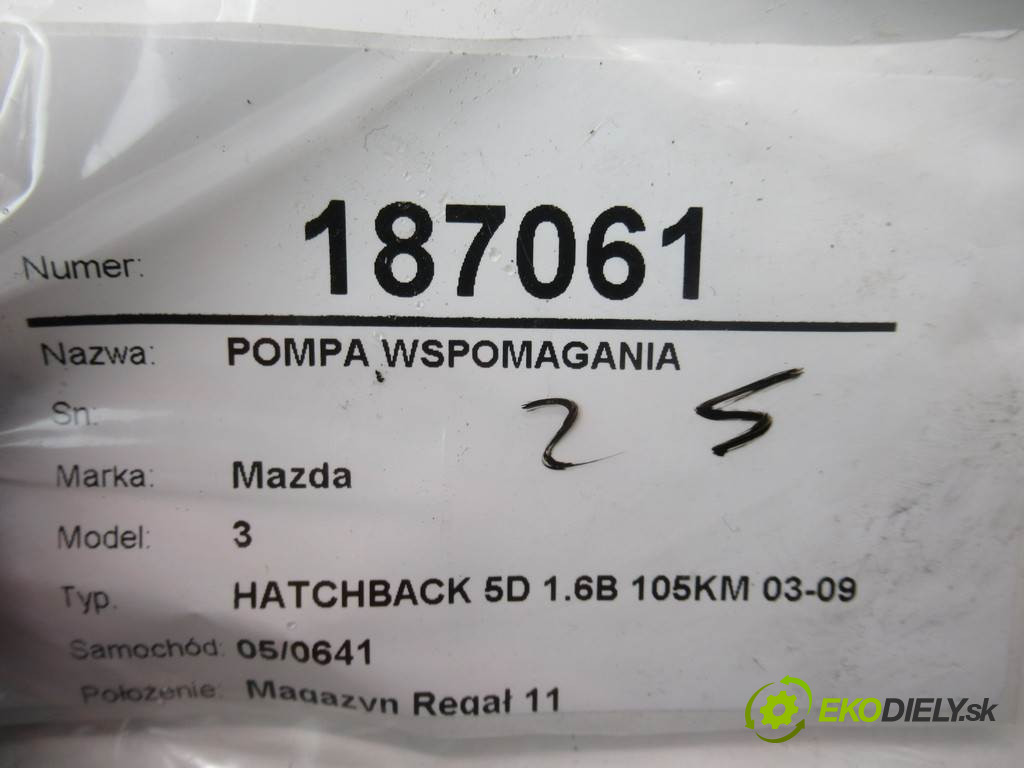 Numer: 187061
Nazwa: POMPA WSPOMAGANIA
Sn:
2 5
Marka: Mazda
Model: 3
Typ. HATCHBACK 5D 1.6B 105KM 03-09
Samochód: 05/0641
Położenie: Magazyn Regał 11
EKODIELY.sk